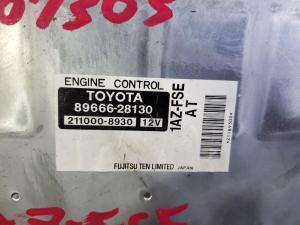 ENGINE CONTROL
TOYOTA
89666-28130
211000-8930 12V
1AZ-FSE
AT
FUJITSU TEN LIMITED JAPAN